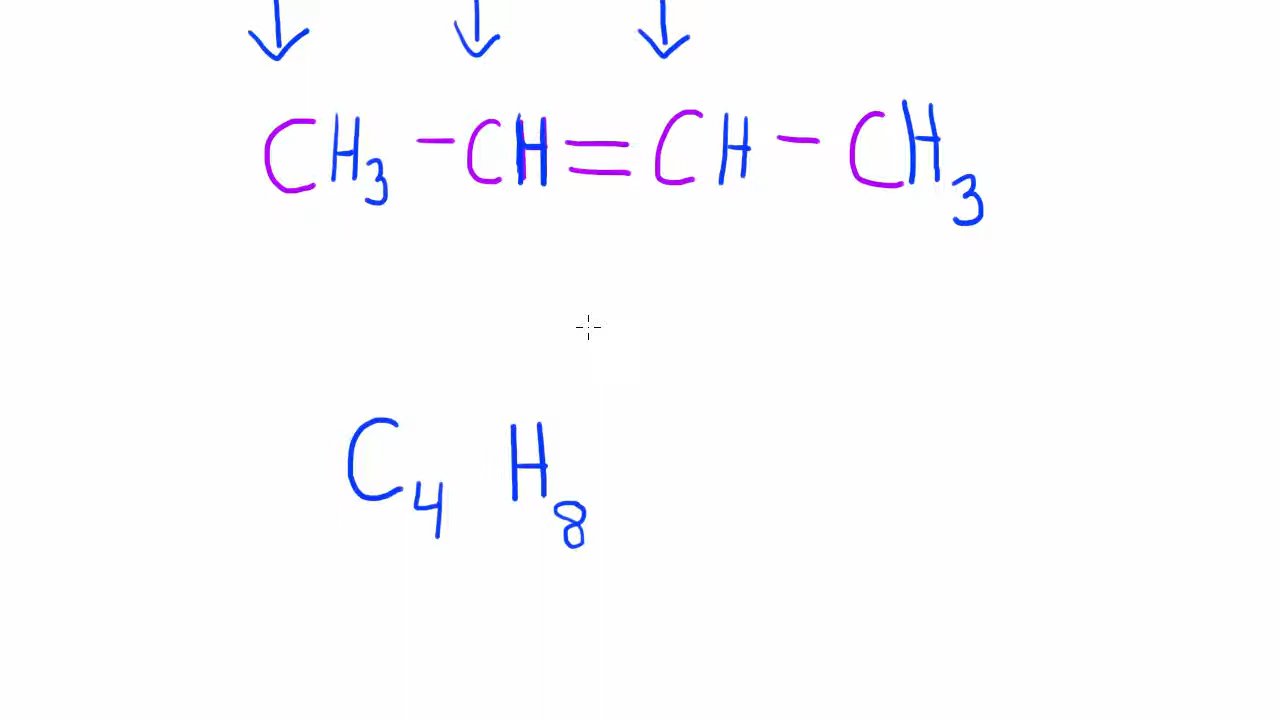 CH₃ – CH = CH – CH₃
C₄ H₈